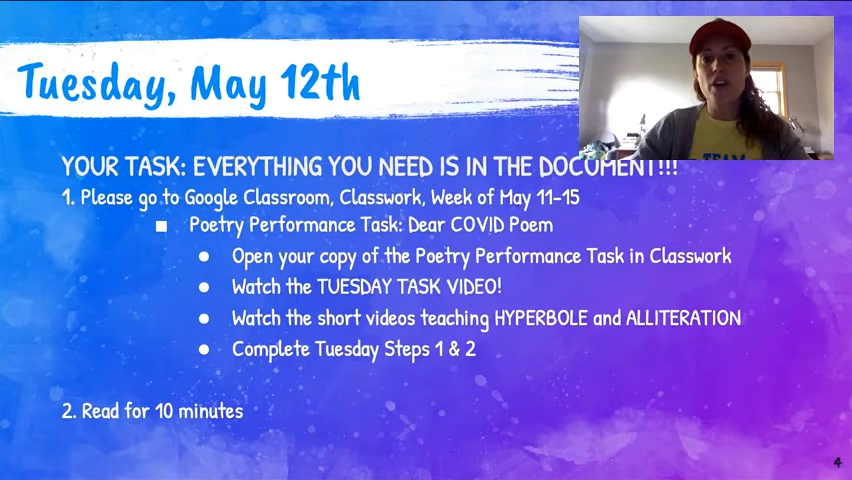 Tuesday, May 12th
YOUR TASK: EVERYTHING YOU NEED IS IN THE DOCUMENT!!!
1. Please go to Google Classroom, Classwork, Week of May 11-15
■ Poetry Performance Task: Dear COVID Poem
● Open your copy of the Poetry Performance Task in Classwork
● Watch the TUESDAY TASK VIDEO!
● Watch the short videos teaching HYPERBOLE and ALLITERATION
● Complete Tuesday Steps 1 & 2
2. Read for 10 minutes
TEAM
4